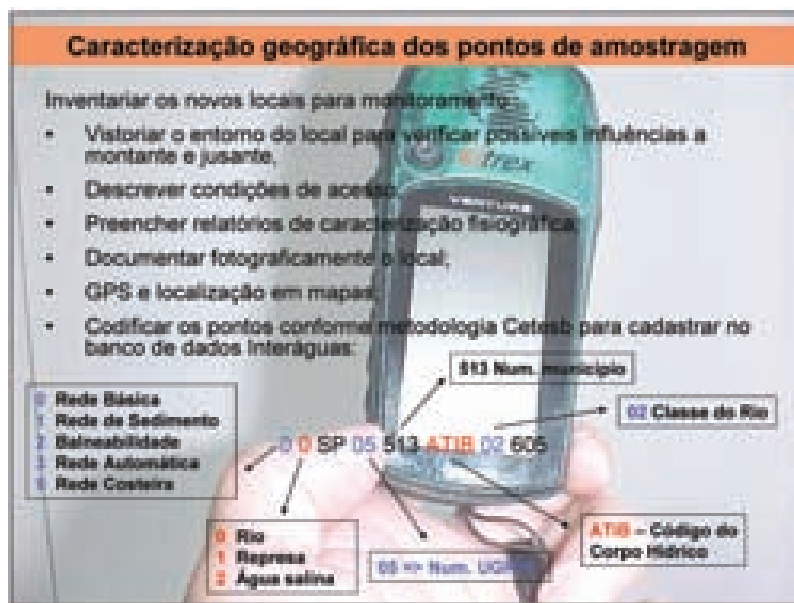 Caracterização geográfica dos pontos de amostragem
Inventariar os novos locais para monitoramento:
• Vistoriar o entorno do local para verificar possíveis influências a
montante e jusante,
• Descrever condições de acesso
• Preencher relatórios de caracterização fisiográfica;
• Documentar fotograficamente o local;
• GPS e localização em mapas;
• Codificar os pontos conforme metodologia Cetesb para cadastrar no
banco de dados Interáguas:
etrex
VENTURE
513 Num. município
0 Rede Básica
1 Rede de Sedimento
2 Balneabilidade
3 Rede Automática
Rede Costeira
02 Classe do Rio
0 0 SP 05 513 ATIB 02 605
0 Rio
1 Represa
2 Água salina
05 => Num.
ATIB – Código do
Corpo Hídrico